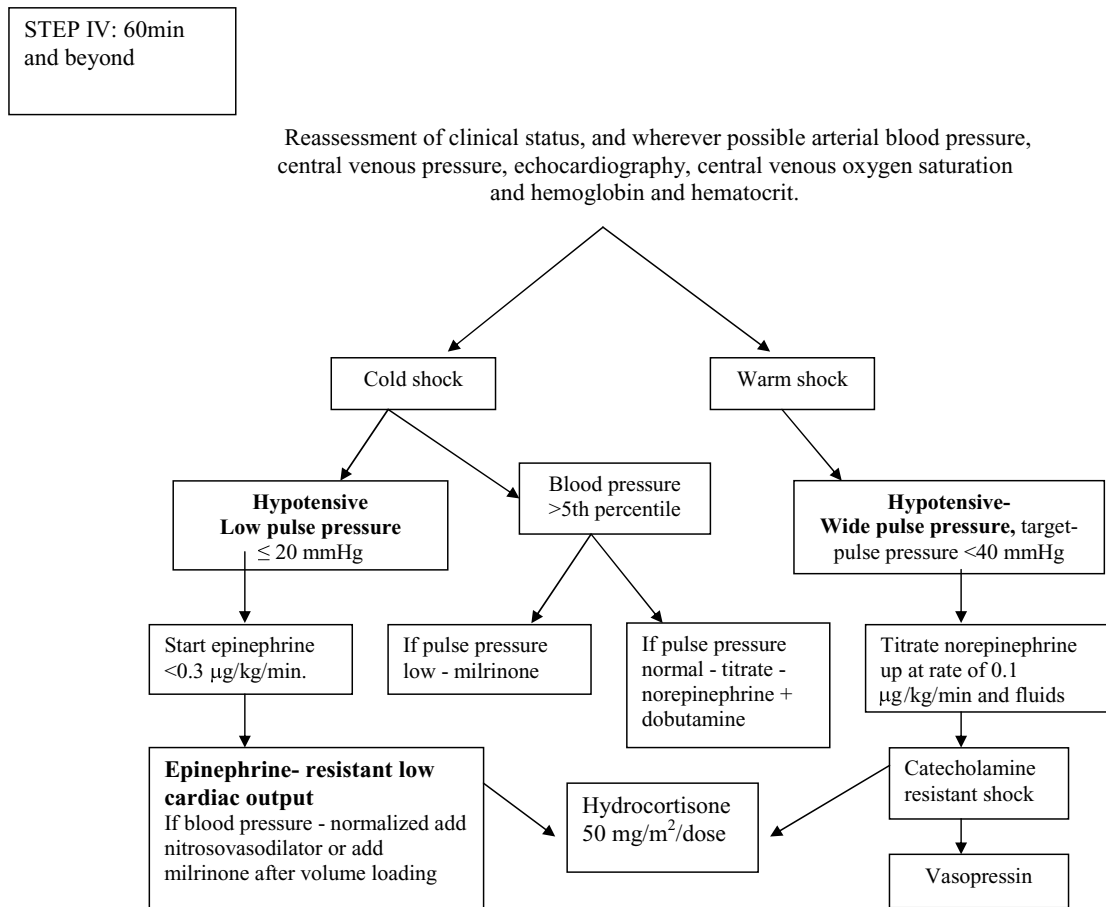 STEP IV: 60min
and beyond
Reassessment of clinical status, and wherever possible arterial blood pressure,
central venous pressure, echocardiography, central venous oxygen saturation
and hemoglobin and hematocrit.
Cold shock
Warm shock
Hypotensive
Low pulse pressure
≤ 20 mmHg
Blood pressure
>5th percentile
Hypotensive-
Wide pulse pressure, target-
pulse pressure <40 mmHg
Start epinephrine
<0.3 μg/kg/min.
If pulse pressure
low - milrinone
If pulse pressure
normal - titrate -
norepinephrine +
dobutamine
Titrate norepinephrine
up at rate of 0.1
μg/kg/min and fluids
Epinephrine- resistant low
cardiac output
If blood pressure - normalized add
nitrosovasodilator or add
milrinone after volume loading
Hydrocortisone
50 mg/m²/dose
Catecholamine
resistant shock
Vasopressin